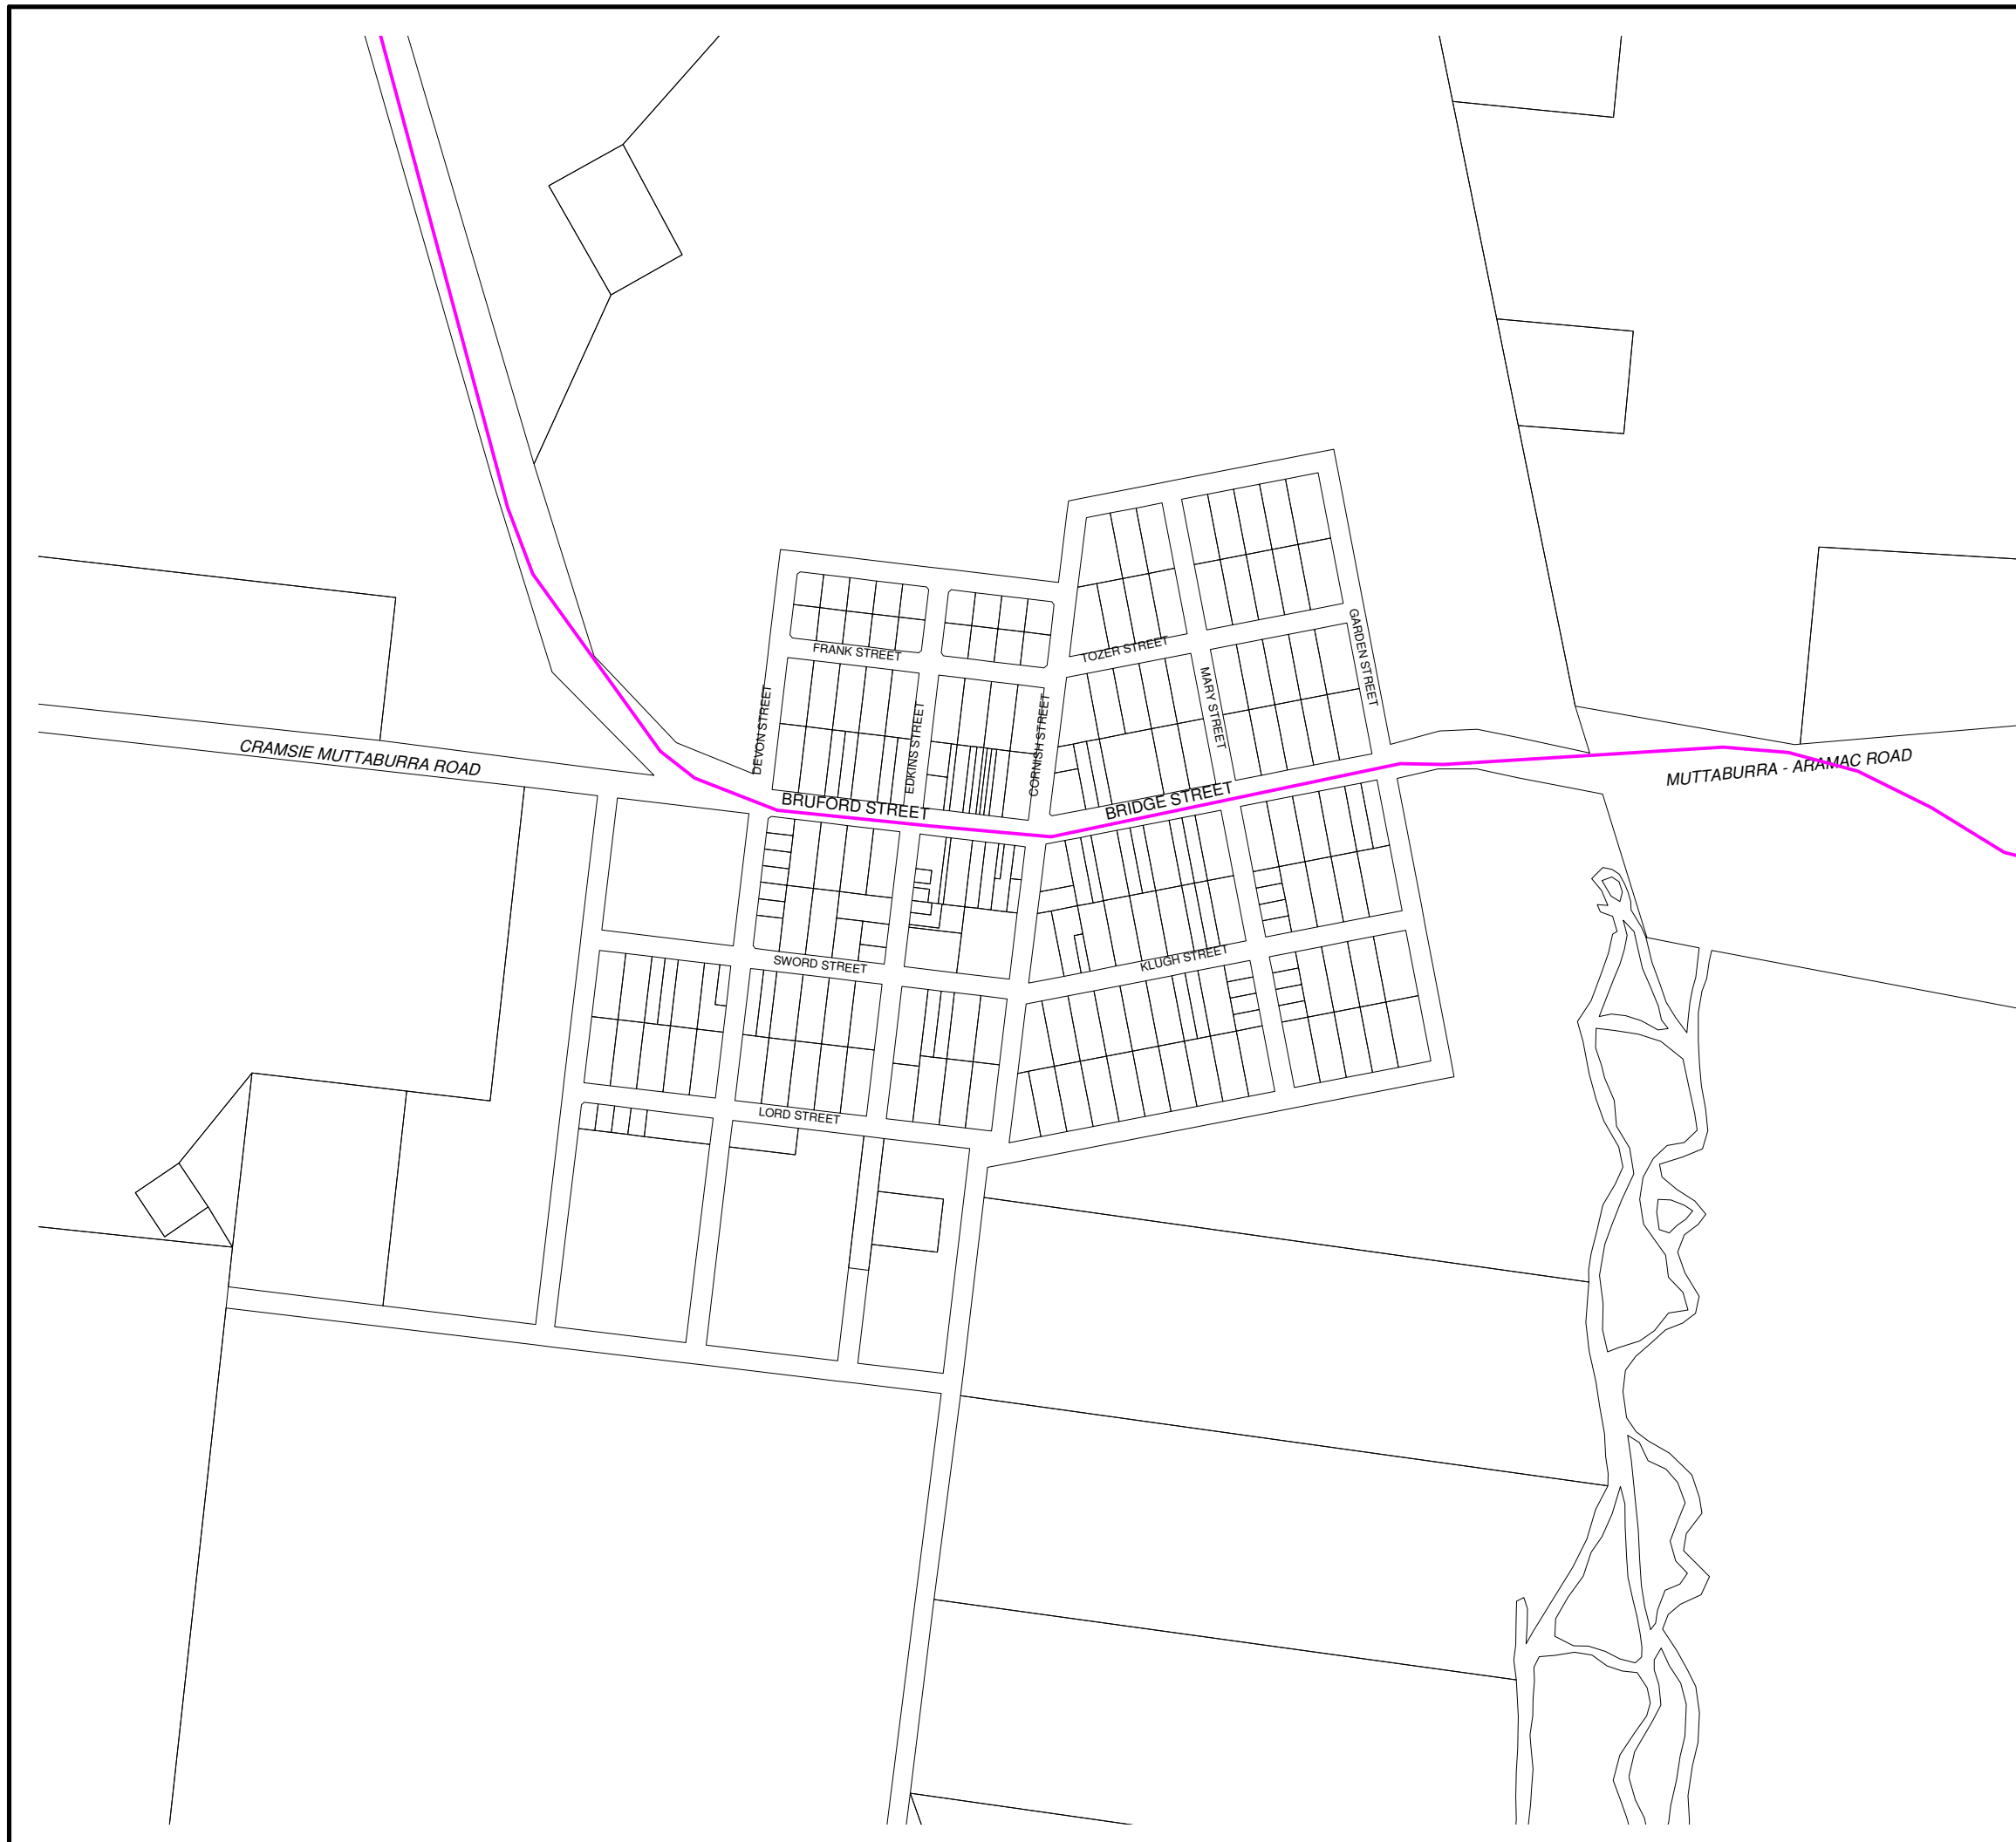 TOZER STREET
FRANK STREET
GARDEN STREET
MARY STREET
DEVON STREET
EDKINS STREET
CORNISH STREET
CRAMSIE MUTTABURRA ROAD
MUTTABURRA - ARAMAC ROAD
BRUFORD STREET
BRIDGE STREET
SWORD STREET
KLUGH STREET
LORD STREET